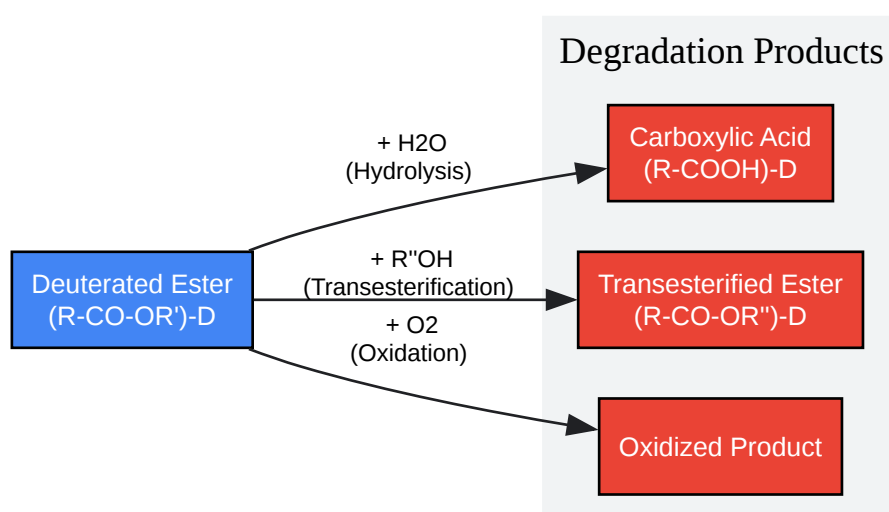 Degradation Products
+ H2O
(Hydrolysis)
Carboxylic Acid
(R-COOH)-D
Deuterated Ester
(R-CO-OR')-D
+ R"OH
(Transesterification)
Transesterified Ester
(R-CO-OR")-D
+ O2
(Oxidation)
Oxidized Product